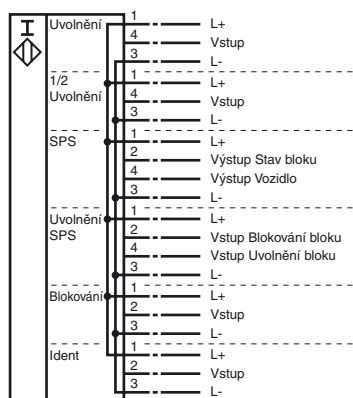 I
Uvolnění 1 L+
4 Vstup
3 L-
1/2 Uvolnění 1 L+
4 Vstup
3 L-
SPS 1 L+
2 Výstup Stav bloku
4 Výstup Vozidlo
3 L-
Uvolnění SPS 1 L+
2 Vstup Blokování bloku
4 Vstup Uvolnění bloku
3 L-
Blokování 1 L+
2 Vstup
3 L-
Ident 1 L+
2 Vstup
3 L-